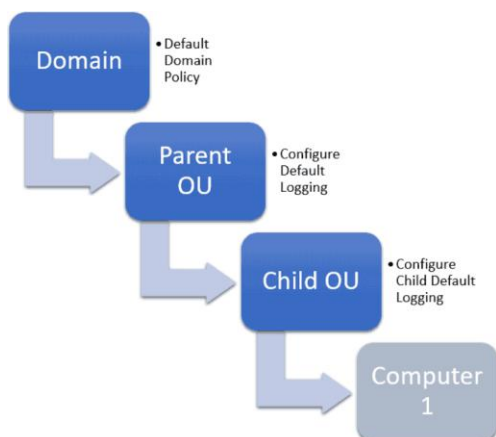 Domain
• Default
Domain
Policy
Parent
OU
• Configure
Default
Logging
Child OU
• Configure
Child Default
Logging
Computer
1